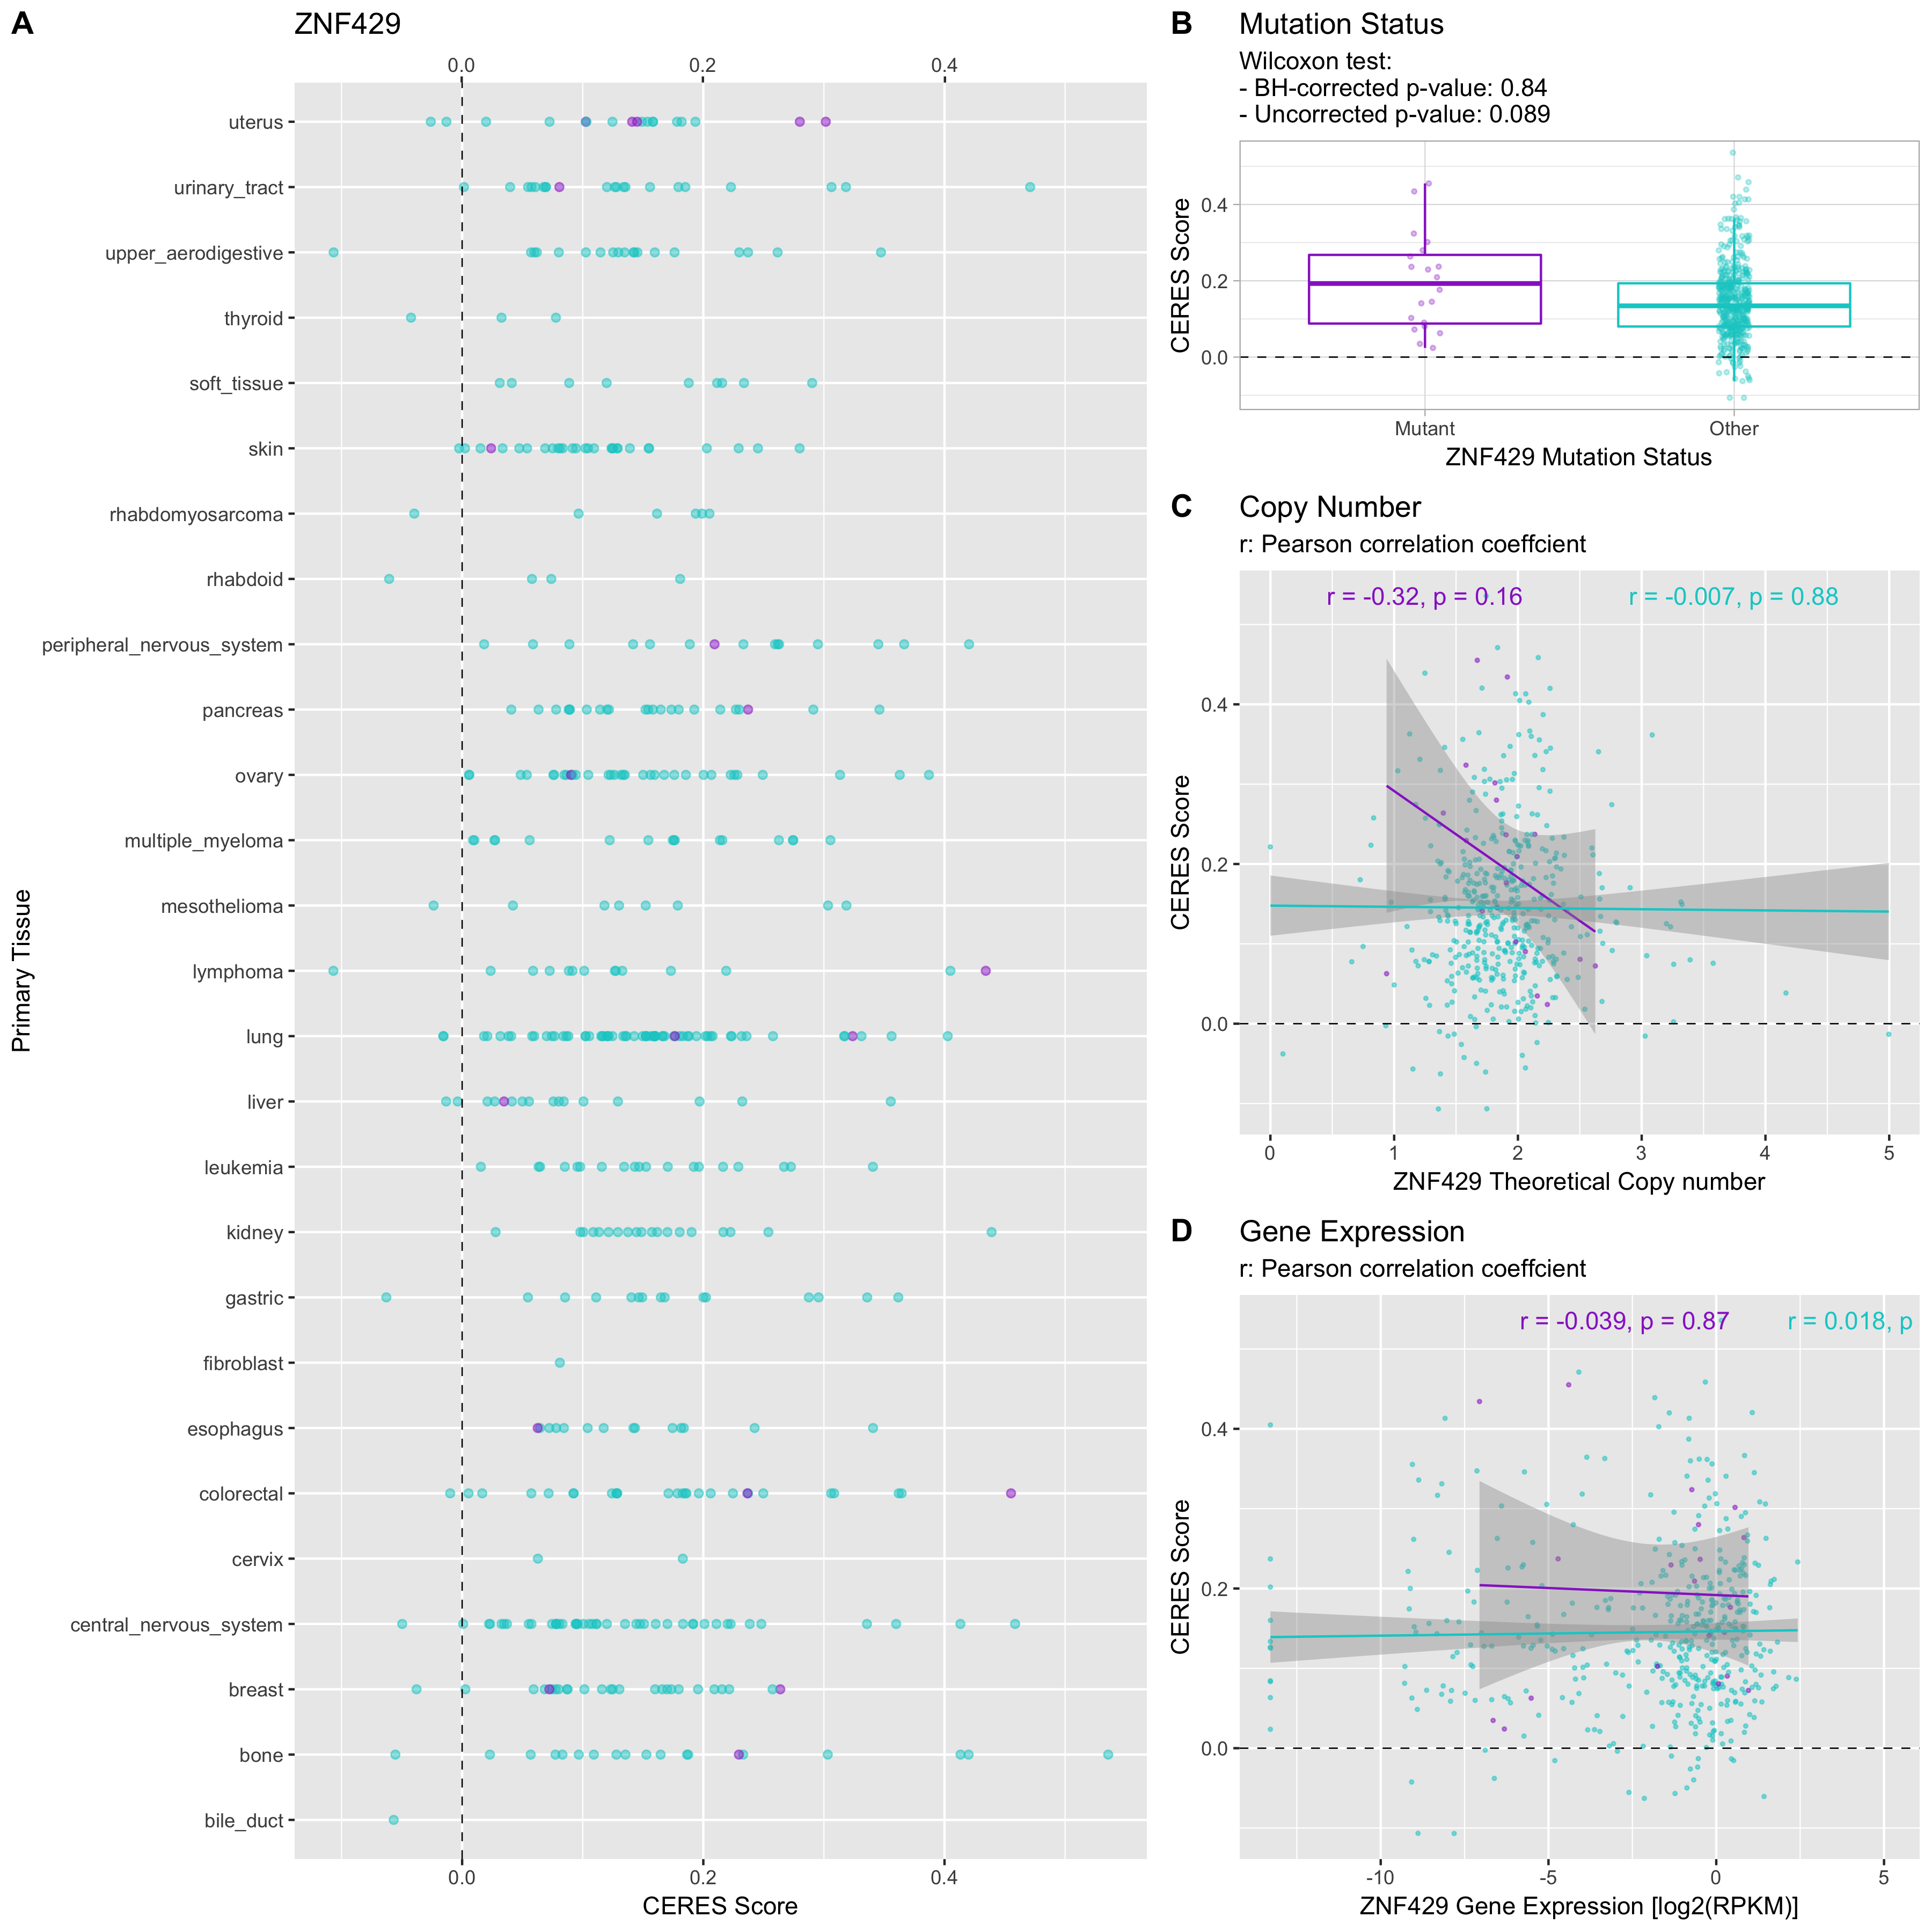 A
ZNF429
0.0
0.2
0.4
uterus
urinary_tract
upper_aerodigestive
thyroid
soft_tissue
skin
rhabdomyosarcoma
rhabdoid
peripheral_nervous_system
pancreas
ovary
multiple_myeloma
mesothelioma
lymphoma
lung
liver
leukemia
kidney
gastric
fibroblast
esophagus
colorectal
cervix
central_nervous_system
breast
bone
bile_duct
Primary Tissue
0.0
0.2
0.4
CERES Score
B
Mutation Status
Wilcoxon test:
- BH-corrected p-value: 0.84
- Uncorrected p-value: 0.089
CERES Score
0.4
0.2
0.0
Mutant
Other
ZNF429 Mutation Status
C
Copy Number
r: Pearson correlation coeffcient
r = -0.32, p = 0.16
r = -0.007, p = 0.88
CERES Score
0.4
0.2
0.0
0
1
2
3
4
5
ZNF429 Theoretical Copy number
D
Gene Expression
r: Pearson correlation coeffcient
r = -0.039, p = 0.87
r = 0.018, p
CERES Score
0.4
0.2
0.0
-10
-5
0
5
ZNF429 Gene Expression [log2(RPKM)]